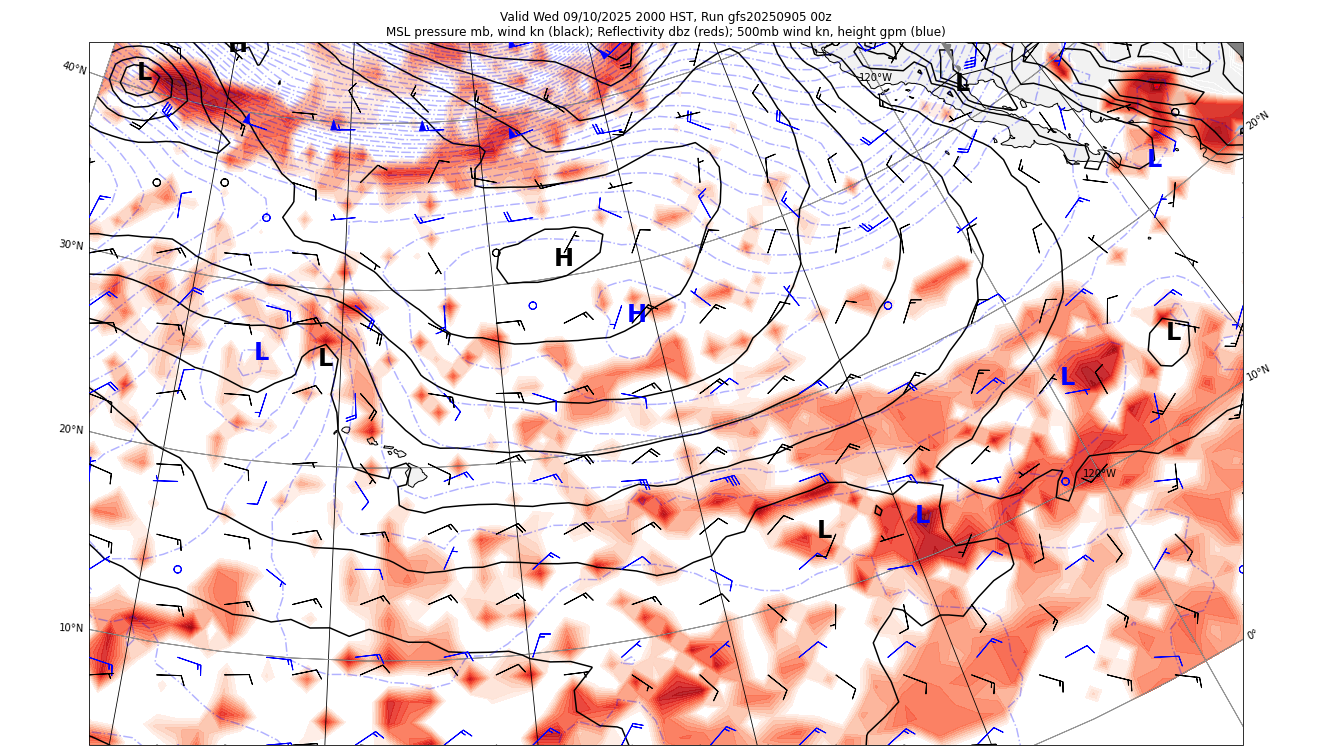 Valid Wed 09/10/2025 2000 HST, Run gfs20250905 00z
MSL pressure mb, wind kn (black); Reflectivity dbz (reds); 500mb wind kn, height gpm (blue)
H
L
40°N
120°W
L
20°N
L
30°N
H
H
L
L
L
L
10°N
20°N
120°W
L
L
10°N
0°